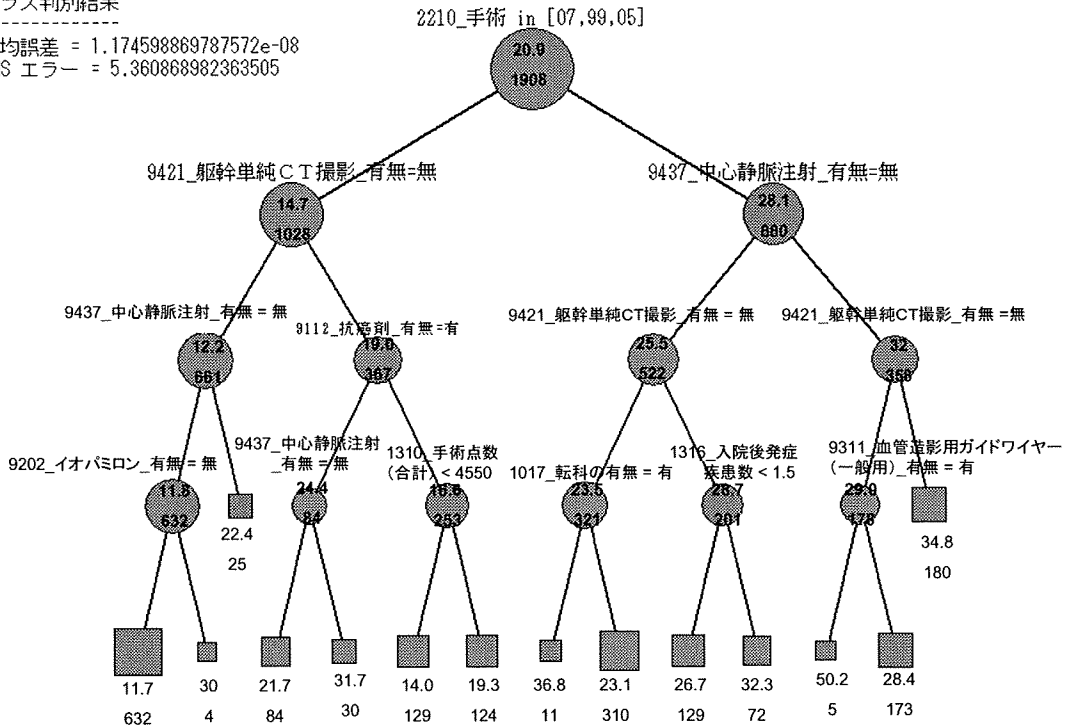 ラス判別結果
------------
均誤差 = 1.174598869787572e-08
S エラー = 5.360868982363505
2210_手術 in [07,99,05]
20.9
1908
9421_躯幹単純CT撮影_有無=無
9437_中心静脈注射_有無=無
14.7
1028
28.1
880
9437_中心静脈注射_有無 = 無
9112_抗癌剤_有無=有
9421_躯幹単純CT撮影_有無 = 無
9421_躯幹単純CT撮影_有無 =無
12.2
661
19.0
367
25.5
522
32
358
9202_イオパミロン_有無 = 無
9437_中心静脈注射
_有無 = 無
1310_手術点数
(合計) < 4550
1017_転科の有無 = 有
1316_入院後発症
疾患数 < 1.5
9311_血管造影用ガイドワイヤー
(一般用)_有無 = 有
11.8
632
22.4
25
24.4
84
16.6
253
23.5
321
28.7
201
29.0
178
34.8
180
11.7
632
30
4
21.7
84
31.7
30
14.0
129
19.3
124
36.8
11
23.1
310
26.7
129
32.3
72
50.2
5
28.4
173